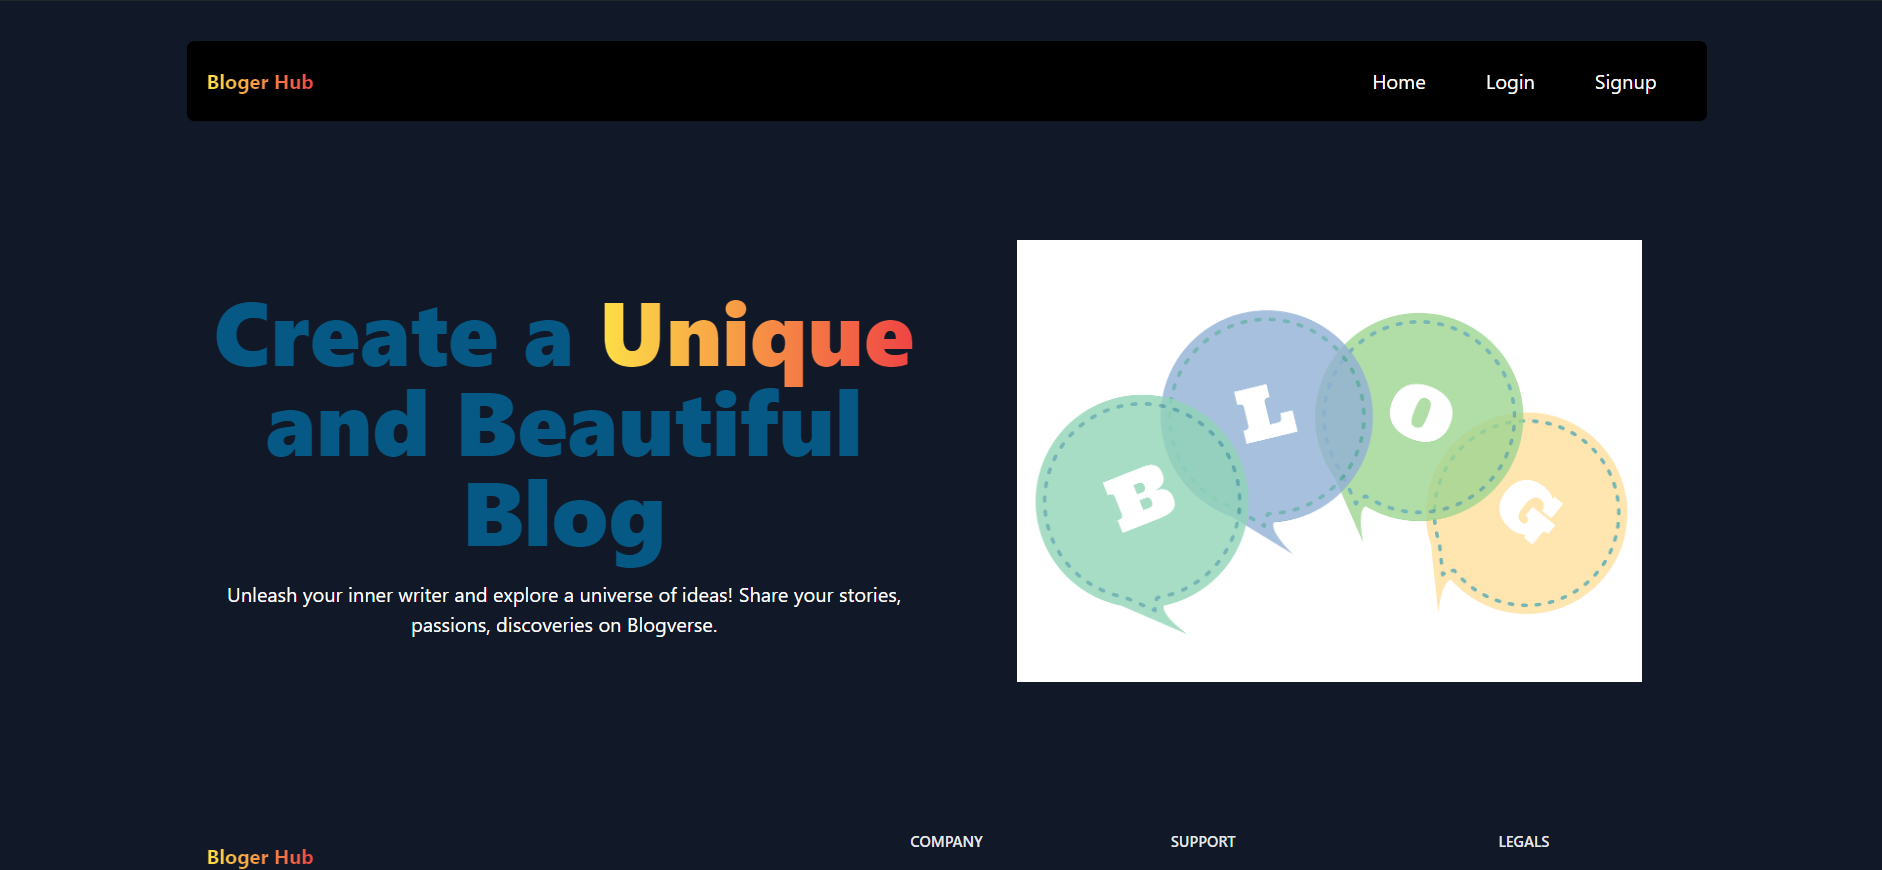 Bloger Hub
Home
Login
Signup
Create a Unique
and Beautiful
Blog
Unleash your inner writer and explore a universe of ideas! Share your stories,
passions, discoveries on Blogverse.
B L O G
Bloger Hub
COMPANY
SUPPORT
LEGALS